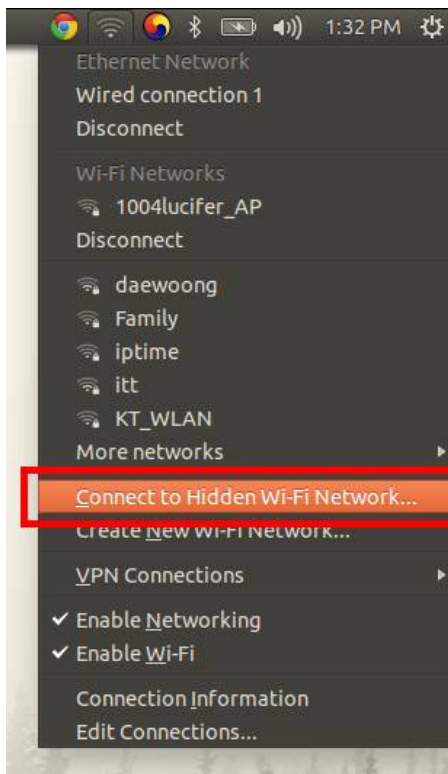 1:32 PM
Ethernet Network
Wired connection 1
Disconnect
Wi-Fi Networks
1004lucifer_AP
Disconnect
daewoong
Family
iptime
itt
KT_WLAN
More networks
Connect to Hidden Wi-Fi Network...
Create New Wi-Fi Network...
VPN Connections
Enable Networking
Enable Wi-Fi
Connection Information
Edit Connections...